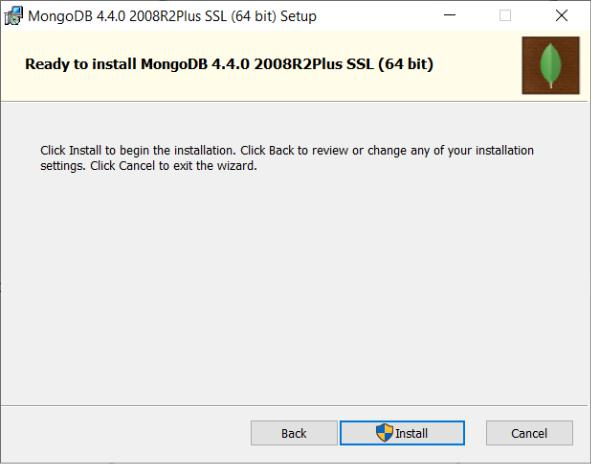 MongoDB 4.4.0 2008R2Plus SSL (64 bit) Setup
Ready to install MongoDB 4.4.0 2008R2Plus SSL (64 bit)
Click Install to begin the installation. Click Back to review or change any of your installation
settings. Click Cancel to exit the wizard.
Back
Install
Cancel